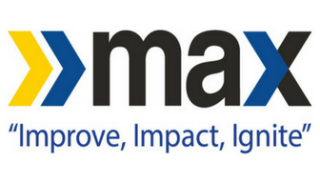 max
“Improve, Impact, Ignite”